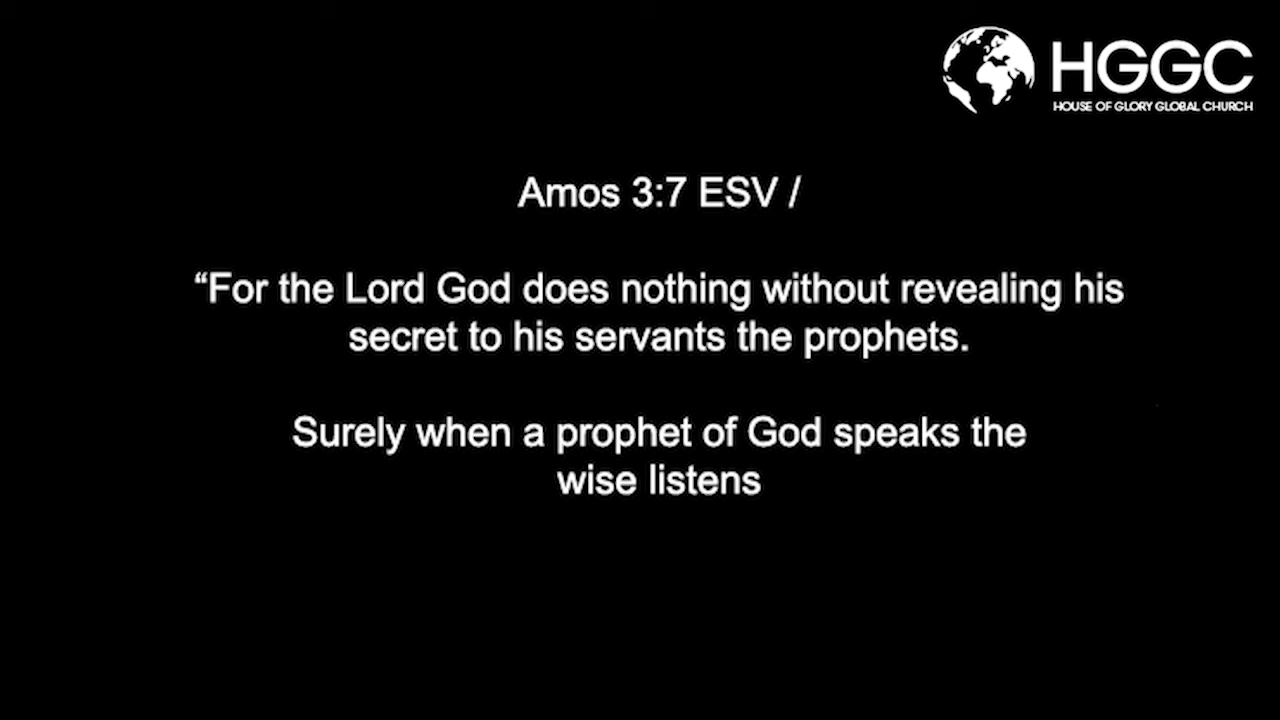 HGGC
HOUSE OF GLORY GLOBAL CHURCH
Amos 3:7 ESV /
“For the Lord God does nothing without revealing his
secret to his servants the prophets.
Surely when a prophet of God speaks the
wise listens